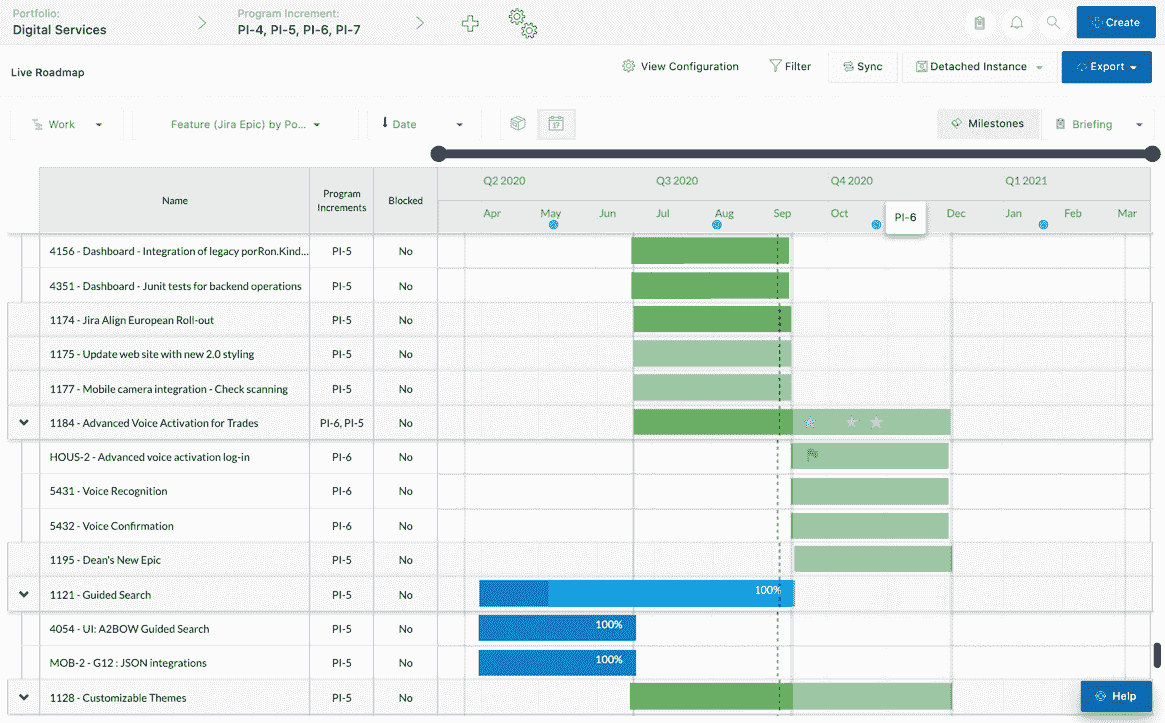 Portfolio:
Digital Services
Program Increment:
PI-4, PI-5, PI-6, PI-7
Create
Live Roadmap
View Configuration
Filter
Sync
Detached Instance
Export
Work
Feature (Jira Epic) by Po...
Date
17
Milestones
Briefing
Name
Program Increments
Blocked
Q2 2020 Q3 2020 Q4 2020 Q1 2021
Apr May Jun Jul Aug Sep Oct PI-6 Dec Jan Feb Mar
4156 - Dashboard - Integration of legacy porRon.Kind... PI-5 No
4351 - Dashboard - Junit tests for backend operations PI-5 No
1174 - Jira Align European Roll-out PI-5 No
1175 - Update web site with new 2.0 styling PI-5 No
1177 - Mobile camera integration - Check scanning PI-5 No
1184 - Advanced Voice Activation for Trades PI-6, PI-5 No
HOUS-2 - Advanced voice activation log-in PI-6 No
5431 - Voice Recognition PI-6 No
5432 - Voice Confirmation PI-6 No
1195 - Dean's New Epic PI-5 No
1121 - Guided Search PI-5 No 100%
4054 - UI: A2BOW Guided Search PI-5 No 100%
MOB-2 - G12 : JSON integrations PI-5 No 100%
1128 - Customizable Themes PI-5 No
Help